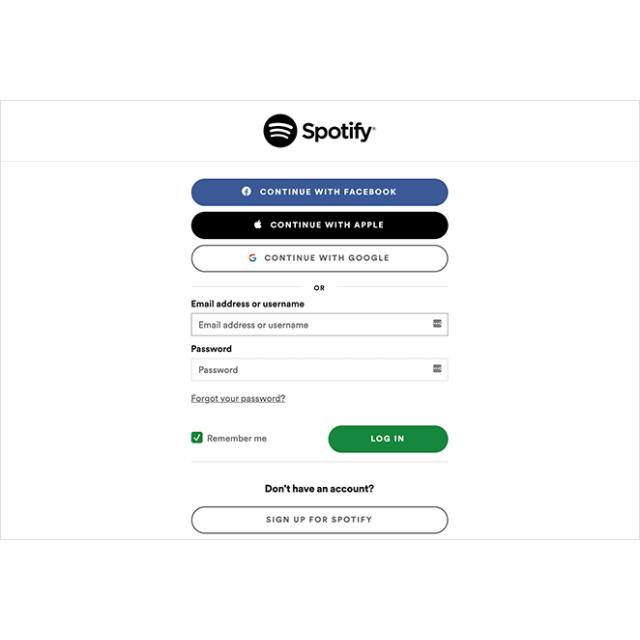 Spotify®
CONTINUE WITH FACEBOOK
CONTINUE WITH APPLE
CONTINUE WITH GOOGLE
OR
Email address or username
Email address or username
Password
Password
Forgot your password?
Remember me
LOG IN
Don't have an account?
SIGN UP FOR SPOTIFY